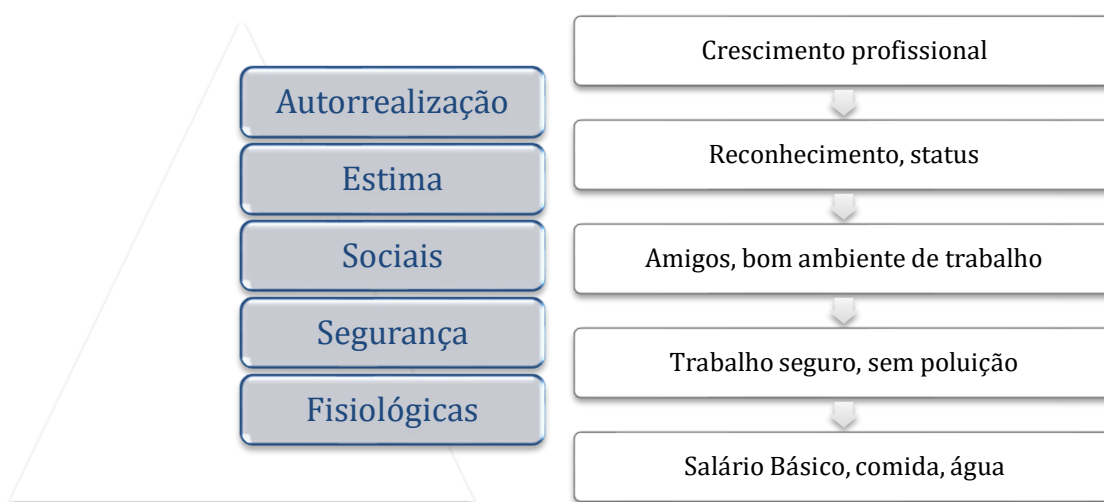 Autorrealização
Estima
Sociais
Segurança
Fisiológicas
Crescimento profissional
Reconhecimento, status
Amigos, bom ambiente de trabalho
Trabalho seguro, sem poluição
Salário Básico, comida, água